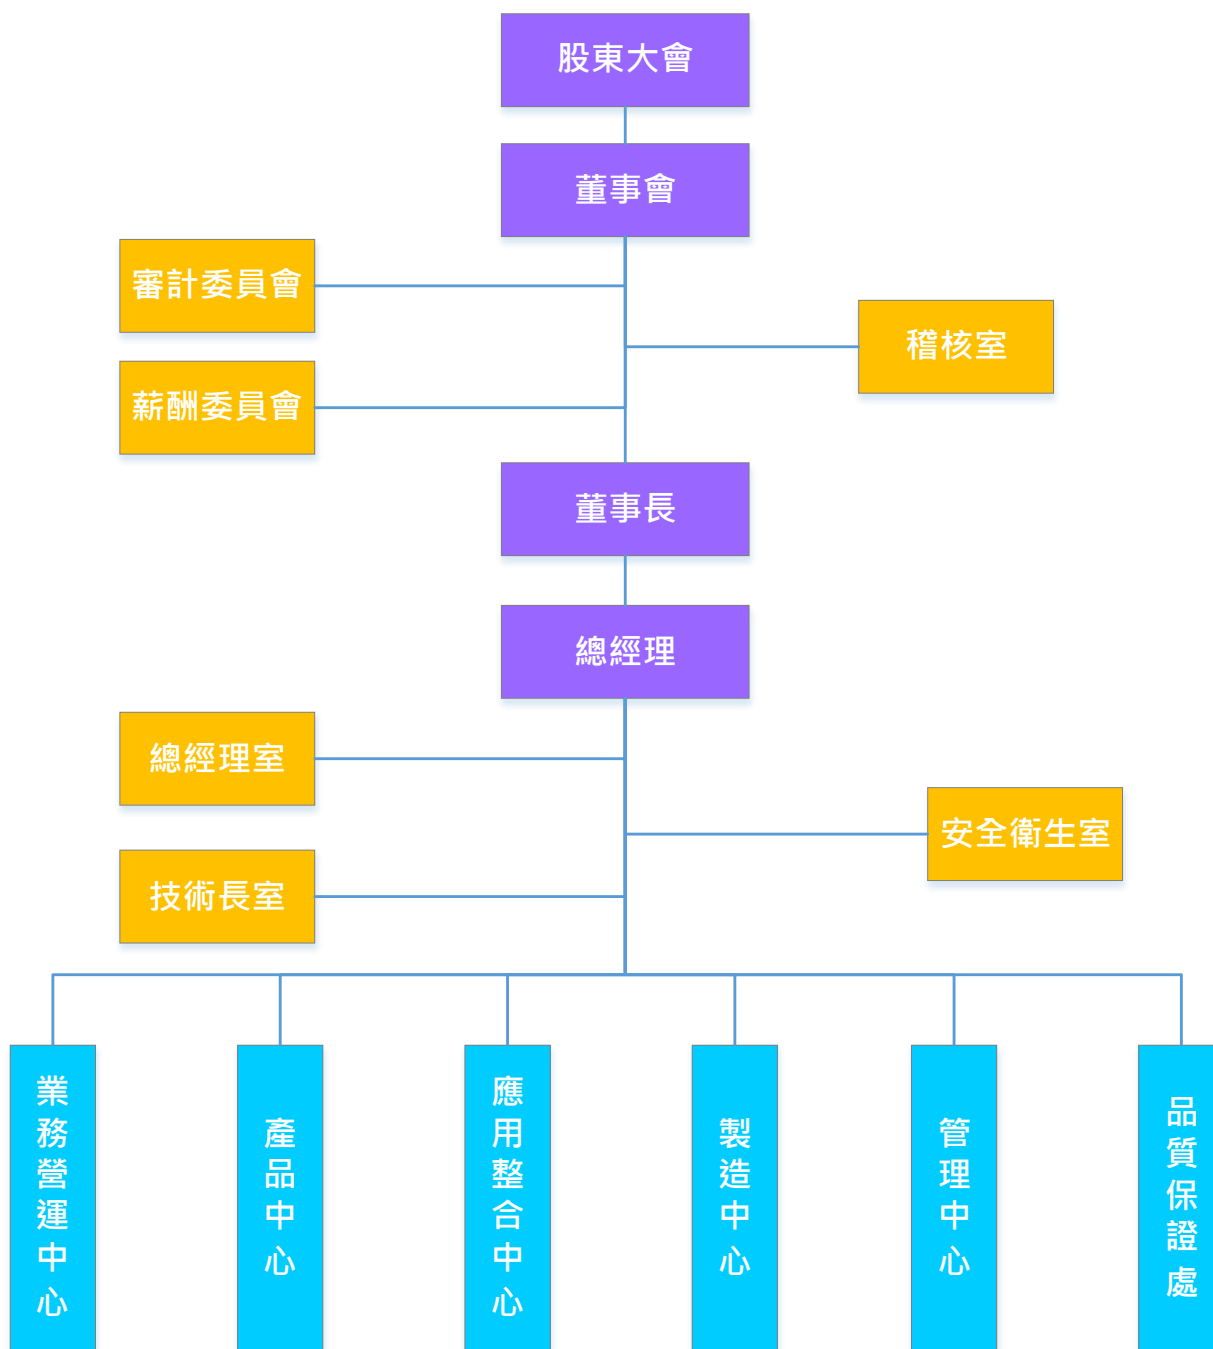 股東大會
董事會
審計委員會
稽核室
薪酬委員會
董事長
總經理
總經理室
安全衛生室
技術長室
業務營運中心
產品中心
應用整合中心
製造中心
管理中心
品質保證處